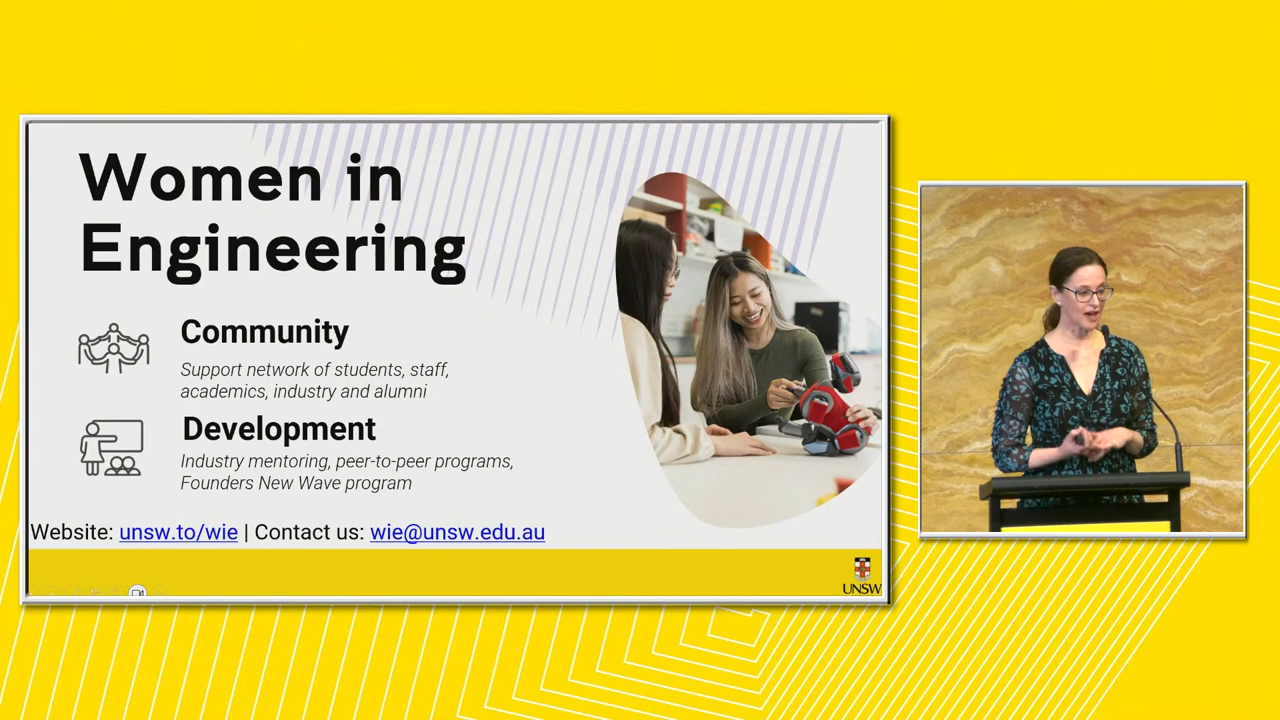 Women in
Engineering
Community
Support network of students, staff,
academics, industry and alumni
Development
Industry mentoring, peer-to-peer programs,
Founders New Wave program
Website: unsw.to/wie | Contact us: wie@unsw.edu.au
UNSW